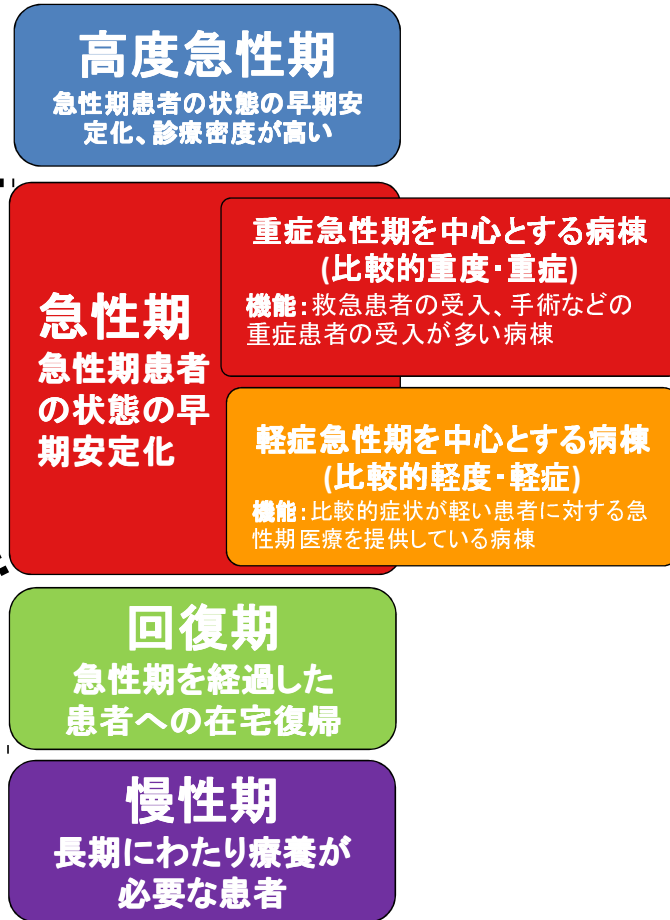 高度急性期
急性期患者の状態の早期安
定化、診療密度が高い
急性期
急性期患者
の状態の早
期安定化
重症急性期を中心とする病棟
(比較的重度・重症)
機能:救急患者の受入、手術などの
重症患者の受入が多い病棟
軽症急性期を中心とする病棟
(比較的軽度・軽症)
機能:比較的症状が軽い患者に対する急
性期医療を提供している病棟
回復期
急性期を経過した
患者への在宅復帰
慢性期
長期にわたり療養が
必要な患者